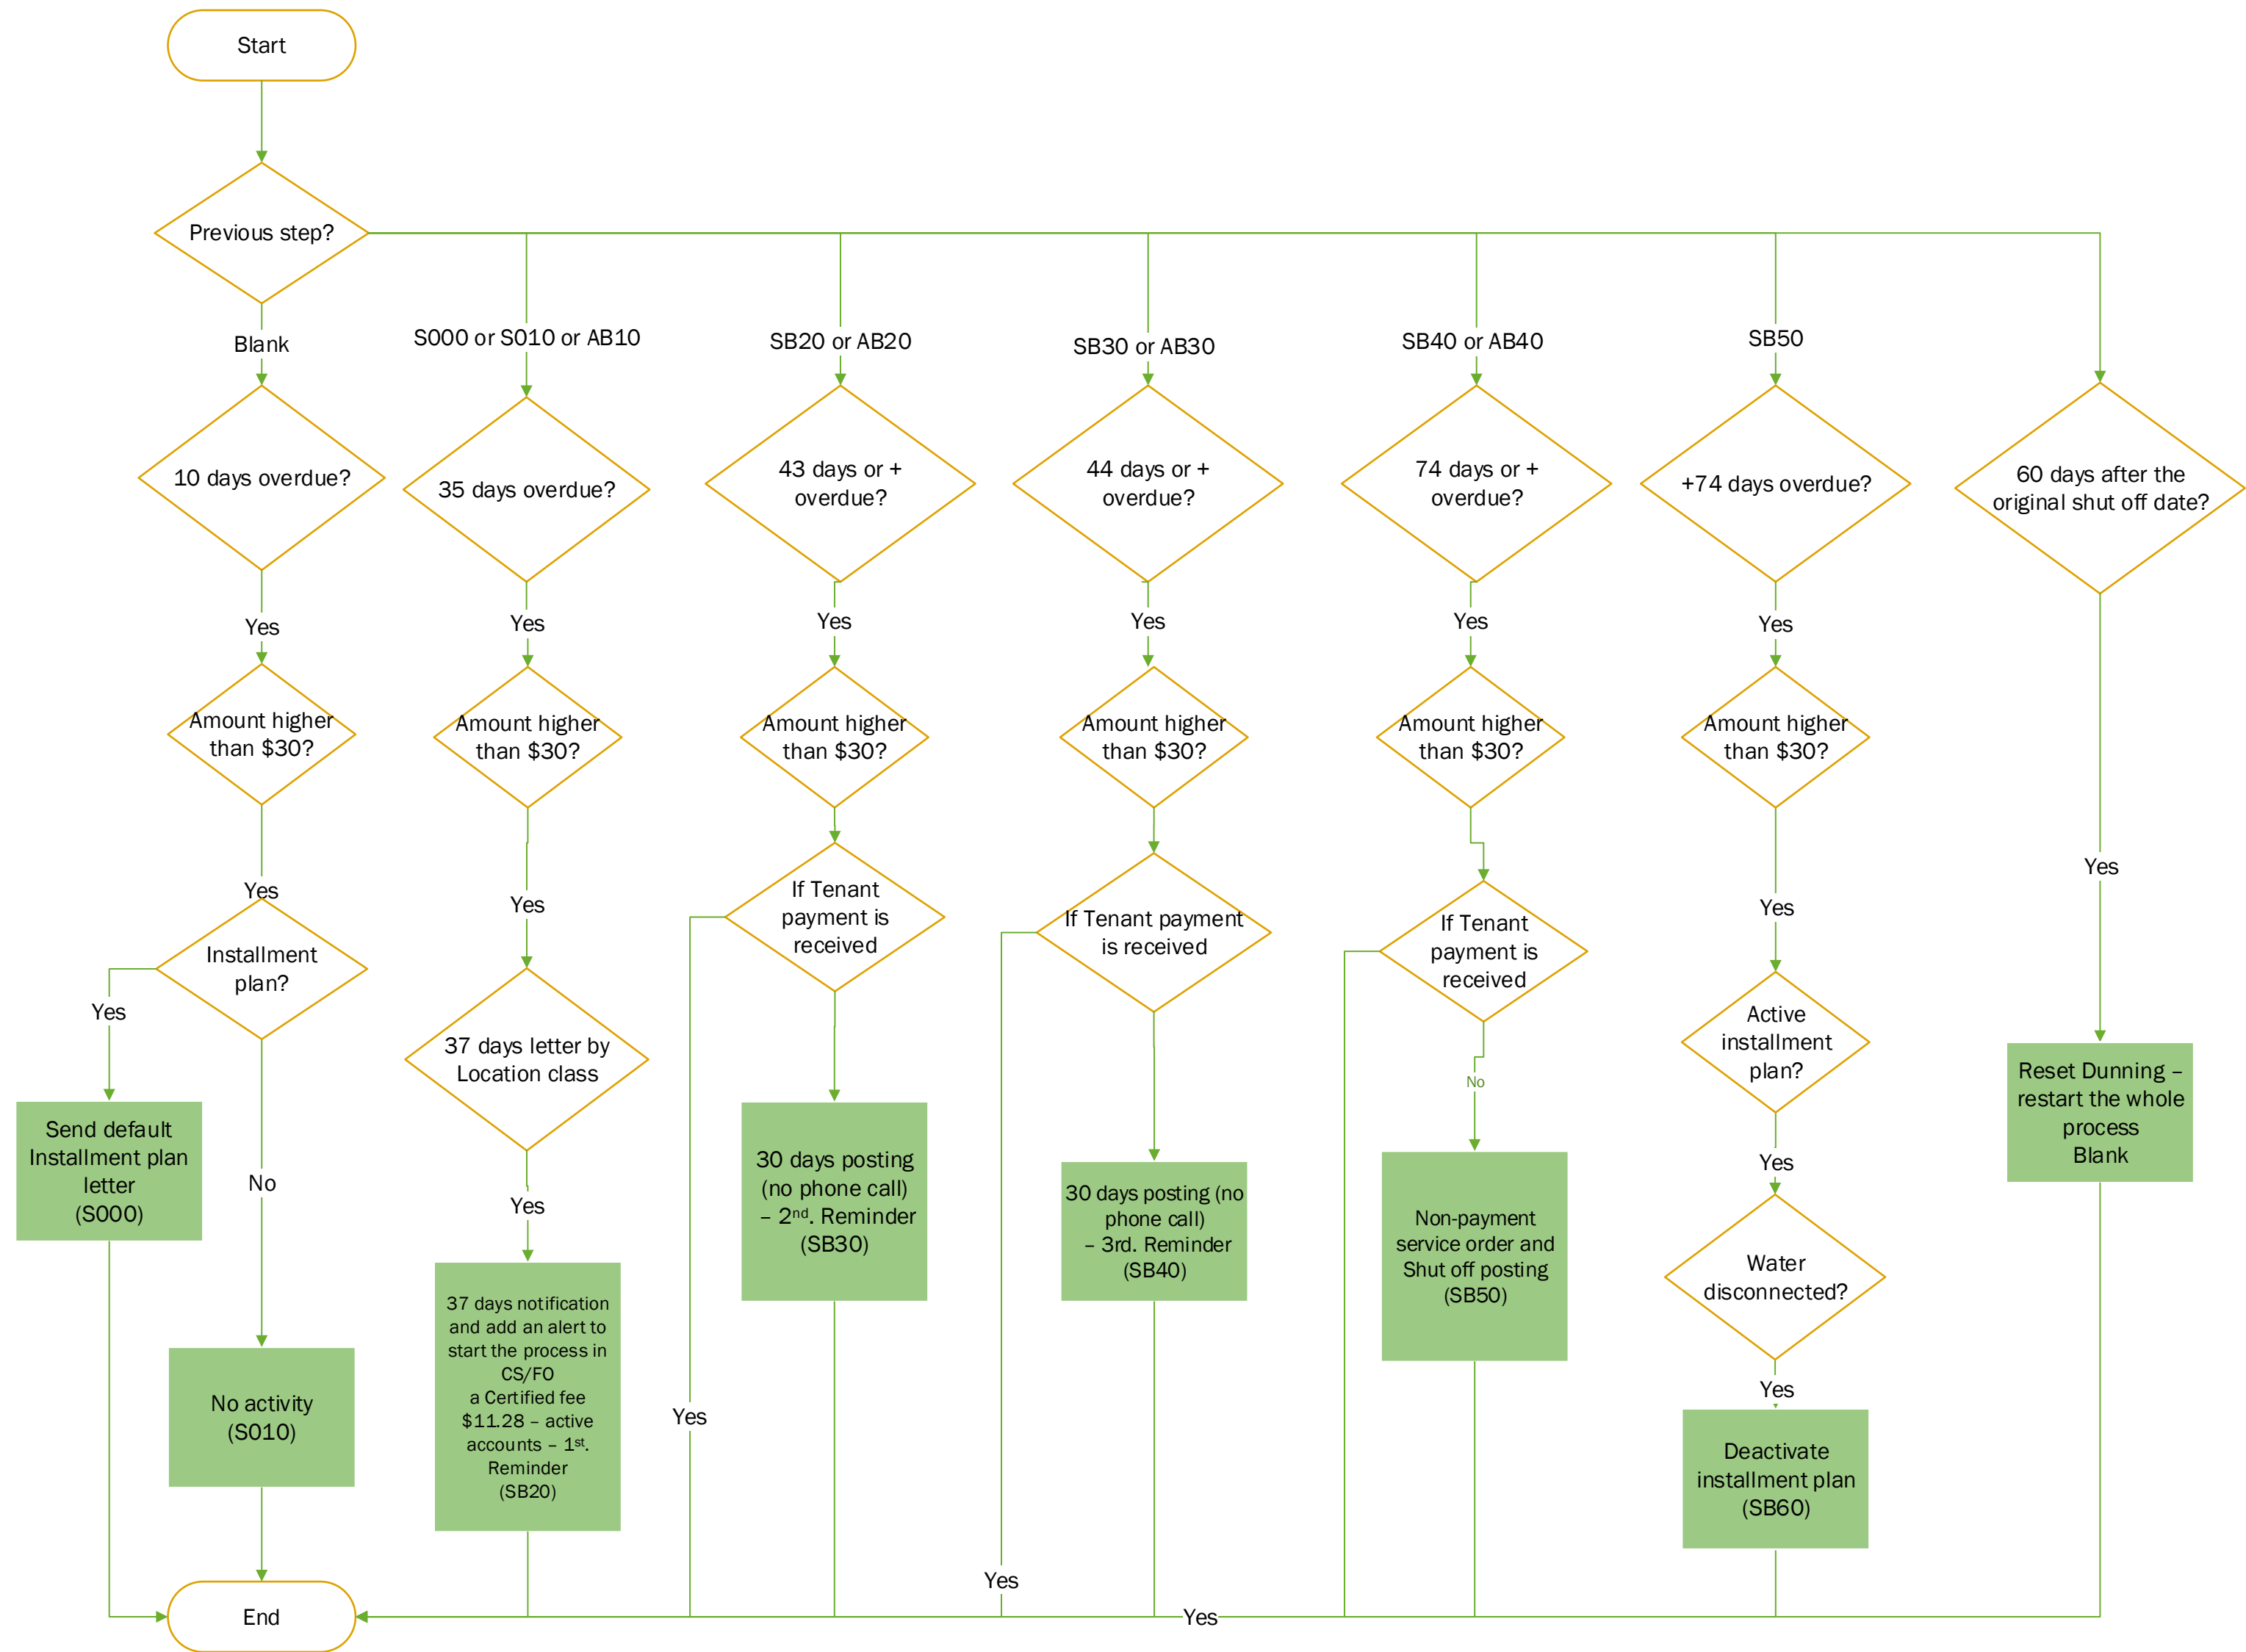 Start
Previous step?
Blank
S000 or S010 or AB10
SB20 or AB20
SB30 or AB30
SB40 or AB40
SB50
10 days overdue?
35 days overdue?
43 days or +
overdue?
44 days or +
overdue?
74 days or +
overdue?
+74 days overdue?
60 days after the
original shut off date?
Yes
Yes
Yes
Yes
Yes
Yes
Amount higher
than $30?
Amount higher
than $30?
Amount higher
than $30?
Amount higher
than $30?
Amount higher
than $30?
Amount higher
than $30?
Yes
Yes
Yes
Yes
If Tenant
payment is
received
If Tenant payment
is received
If Tenant
payment is
received
Installment
plan?
Yes
37 days letter by
Location class
Active
installment
plan?
No
Send default
Installment plan
letter
(S000)
No
Yes
30 days posting
(no phone call)
– 2nd. Reminder
(SB30)
30 days posting (no
phone call)
– 3rd. Reminder
(SB40)
Non-payment
service order and
Shut off posting
(SB50)
Yes
Water
disconnected?
Reset Dunning –
restart the whole
process
Blank
37 days notification
and add an alert to
start the process in
CS/FO
a Certified fee
$11.28 – active
accounts – 1st.
Reminder
(SB20)
No activity
(S010)
Yes
Yes
Deactivate
installment plan
(SB60)
Yes
Yes
End